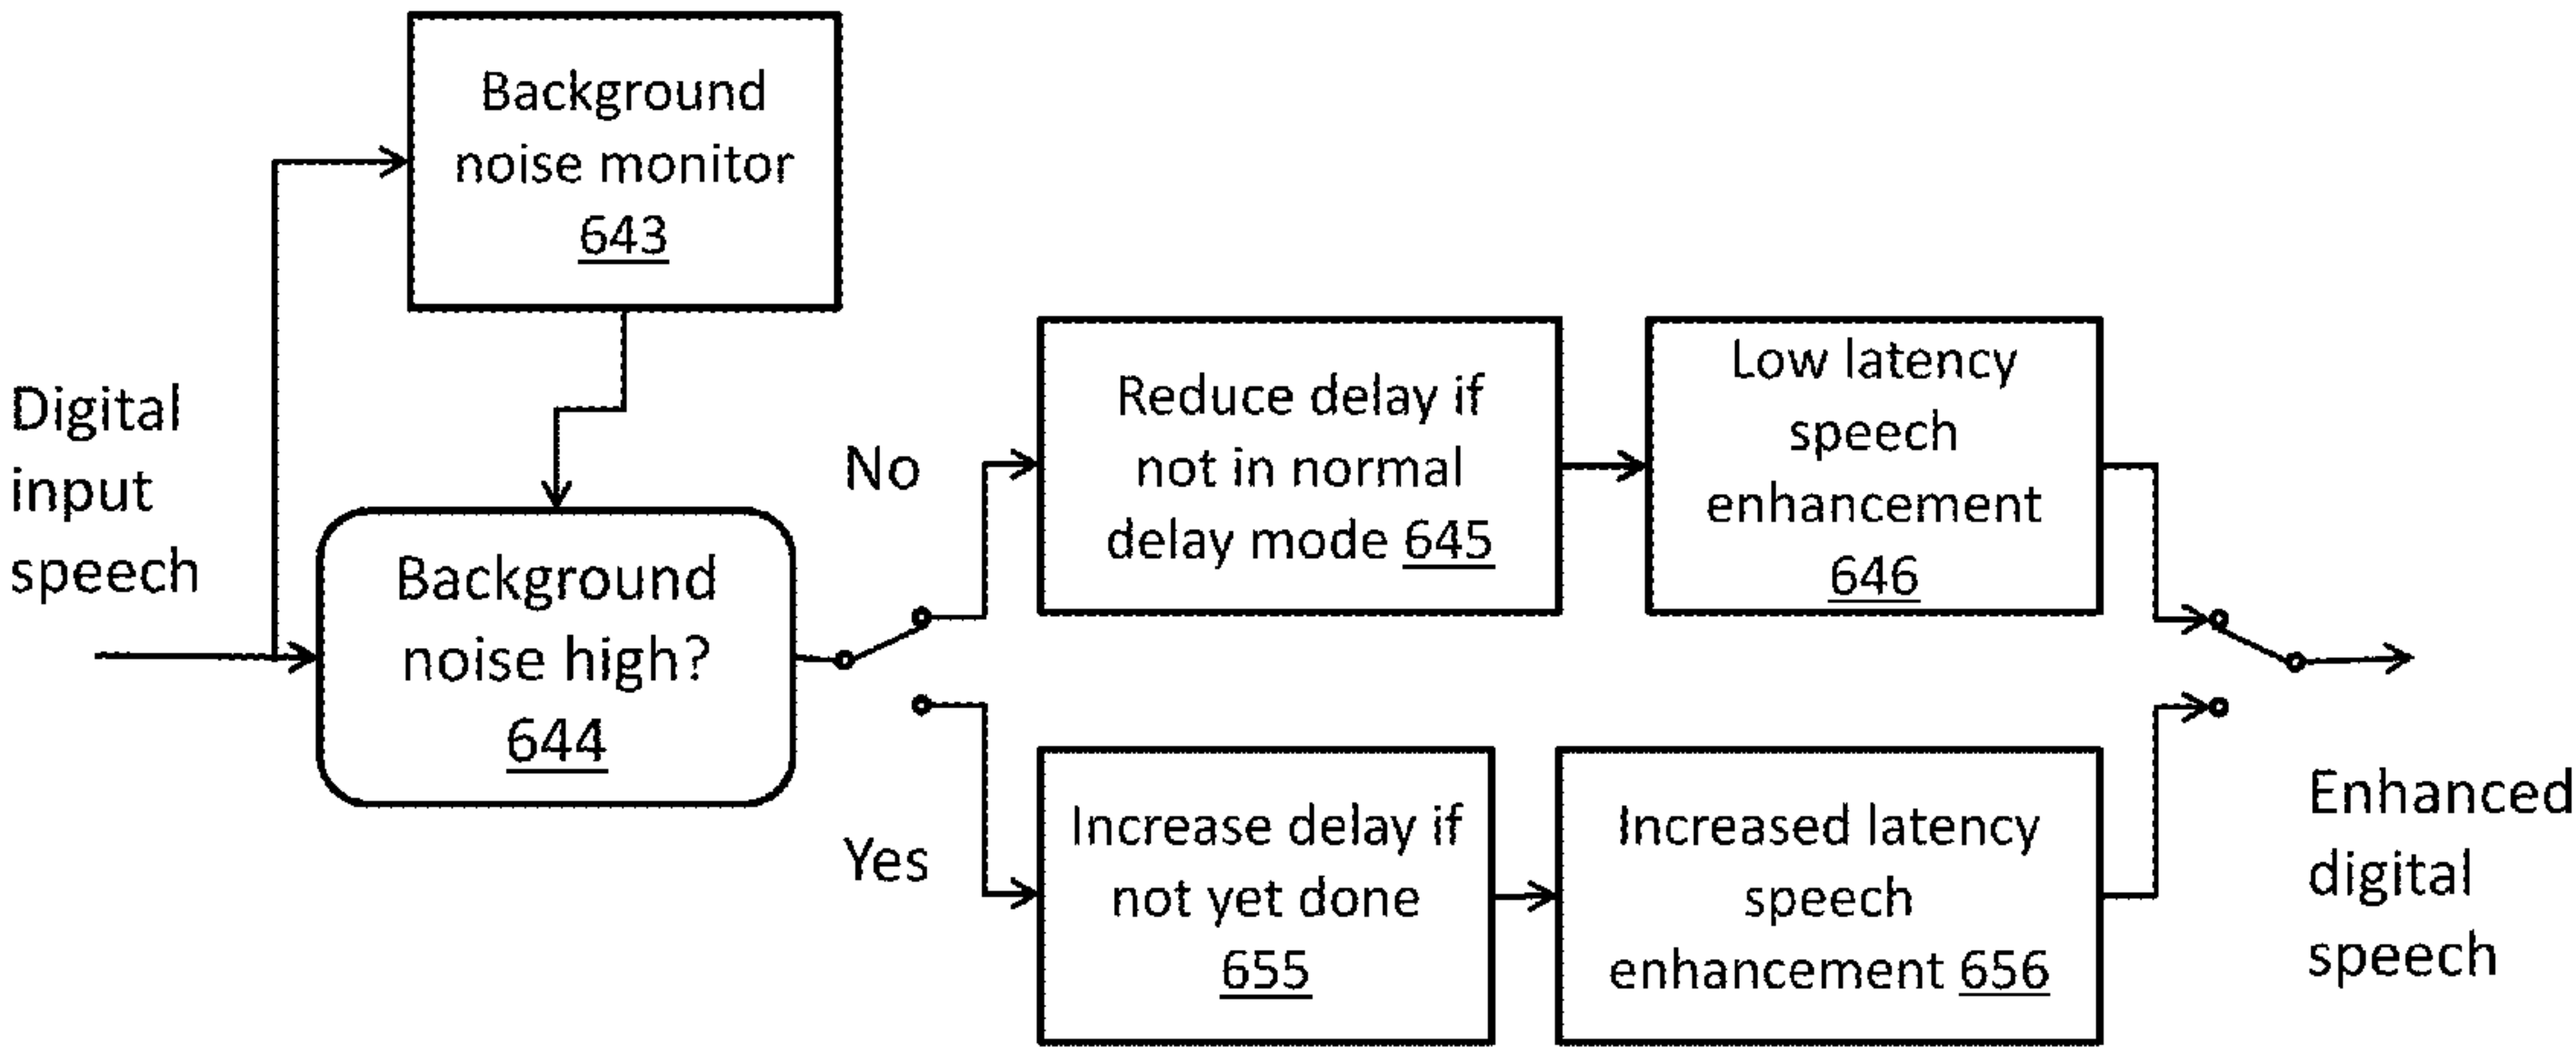 Background
noise monitor
643
Digital
input
speech
Background
noise high?
644
No
Yes
Reduce delay if
not in normal
delay mode 645
Low latency
speech
enhancement
646
Increase delay if
not yet done
655
Increased latency
speech
enhancement 656
Enhanced
digital
speech